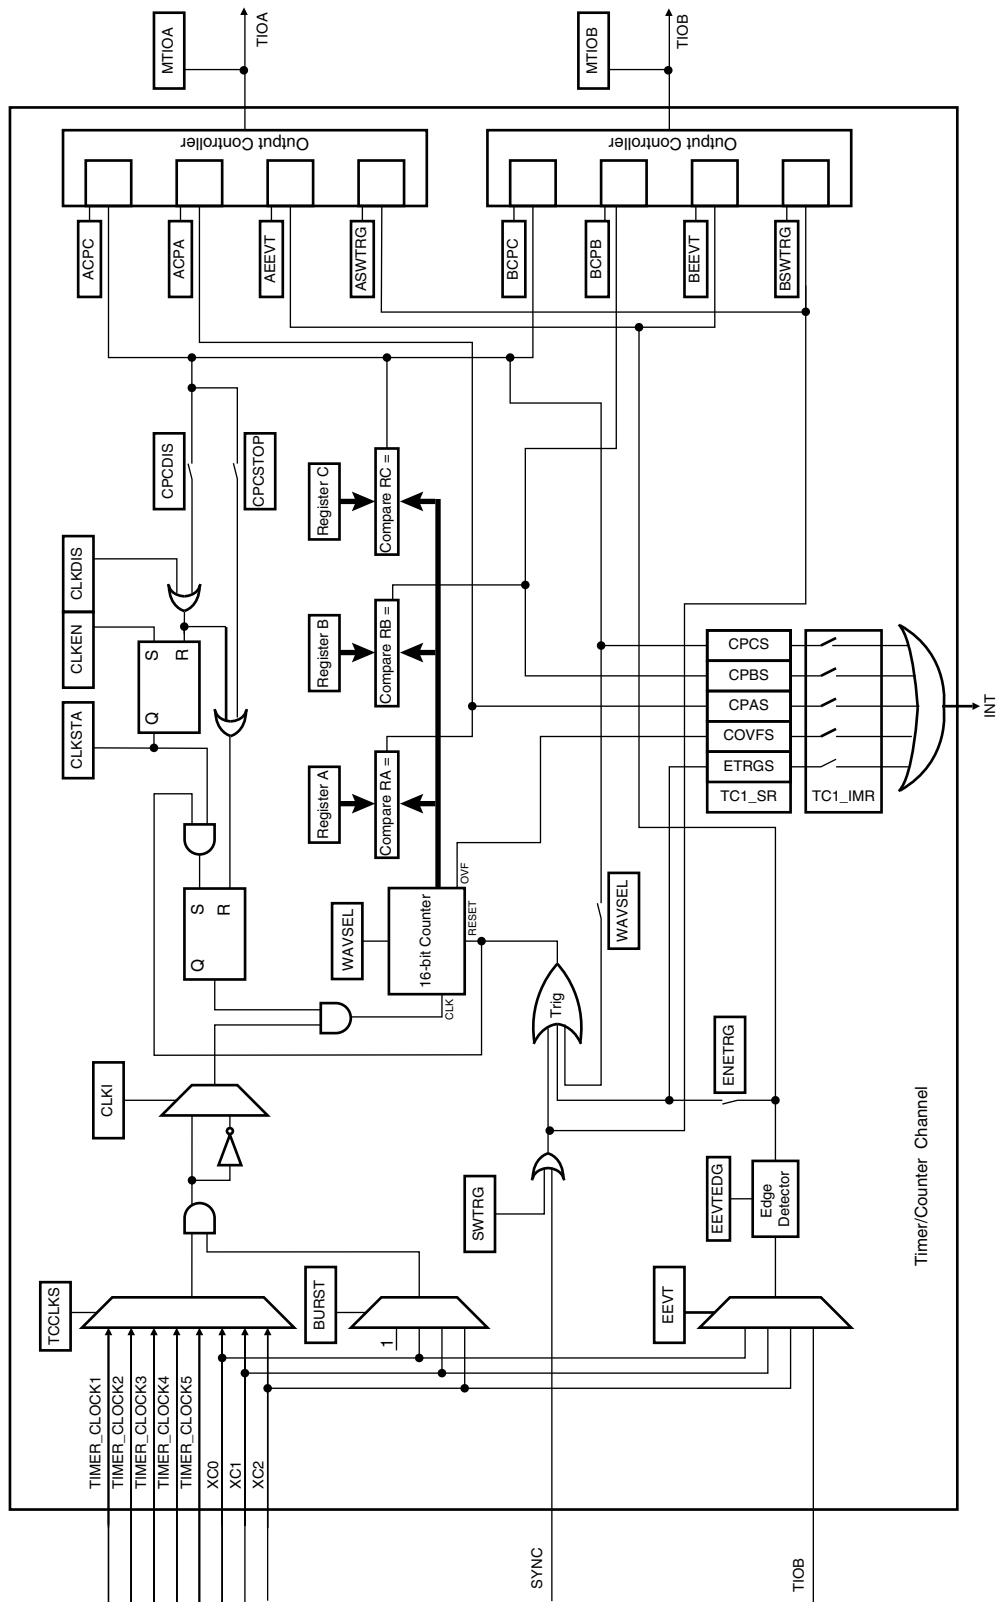 TCCLKS
TIMER_CLOCK1
TIMER_CLOCK2
TIMER_CLOCK3
TIMER_CLOCK4
TIMER_CLOCK5
XC0
XC1
XC2
CLKI
CLKSTA
CLKEN
CLKDIS
Q
S
R
CPCDIS
CPCSTOP
Q
S
R
BURST
1
Register A
Register B
Register C
Compare RA =
Compare RB =
Compare RC =
WAVSEL
16-bit Counter
CLK
RESET
OVF
SWTRG
SYNC
Trig
WAVSEL
EEVT
EEVTEDG
Edge
Detector
ENETRG
TIOB
ACPC
ACPA
AEEVT
ASWTRG
Output Controller
MTIOA
TIOA
BCPC
BCPB
BEEVT
BSWTRG
Output Controller
MTIOB
TIOB
CPCS
CPBS
CPAS
COVFS
ETRGS
TC1_SR
TC1_IMR
INT
Timer/Counter Channel